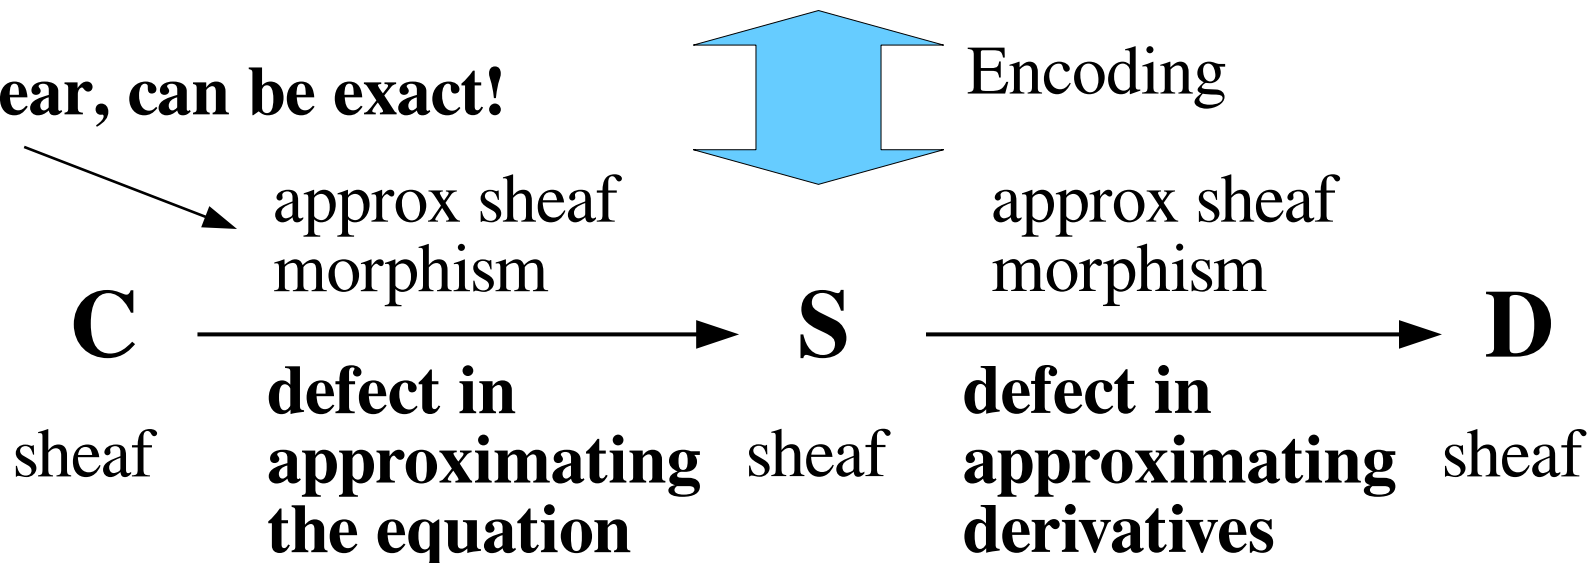 Encoding
ear, can be exact!
approx sheaf
morphism
approx sheaf
morphism
C
S
D
defect in
approximating
the equation
defect in
approximating
derivatives
sheaf
sheaf
sheaf